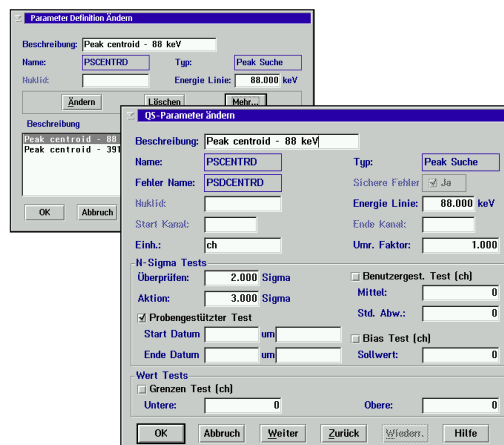 Parameter Definition Ändern
Beschreibung: Peak centroid - 88 keV
Name: PSCENTRD Typ: Peak Suche
Nuklid: Energie Linie: 88.000 keV
Ändern Löschen Mehr...
Beschreibung
Peak centroid - 88
Peak centroid - 391
OK Abbruch
QS-Parameter ändern
Beschreibung: Peak centroid - 88 keV
Name: PSCENTRD Typ: Peak Suche
Fehler Name: PSDCENTRD Sichere Fehler Ja
Nuklid: Energie Linie: 88.000 keV
Start Kanal: Ende Kanal:
Einh.: ch Umr. Faktor: 1.000
N-Sigma Tests
Überprüfen: 2.000 Sigma Benutzergest. Test (ch)
Aktion: 3.000 Sigma Mittel: 0
Probengestützter Test Std. Abw.: 0
Start Datum um Bias Test (ch)
Ende Datum um Sollwert: 0
Wert Tests
Grenzen Test (ch)
Untere: 0 Obere: 0
OK Abbruch Weiter Zurück Wiederr. Hilfe